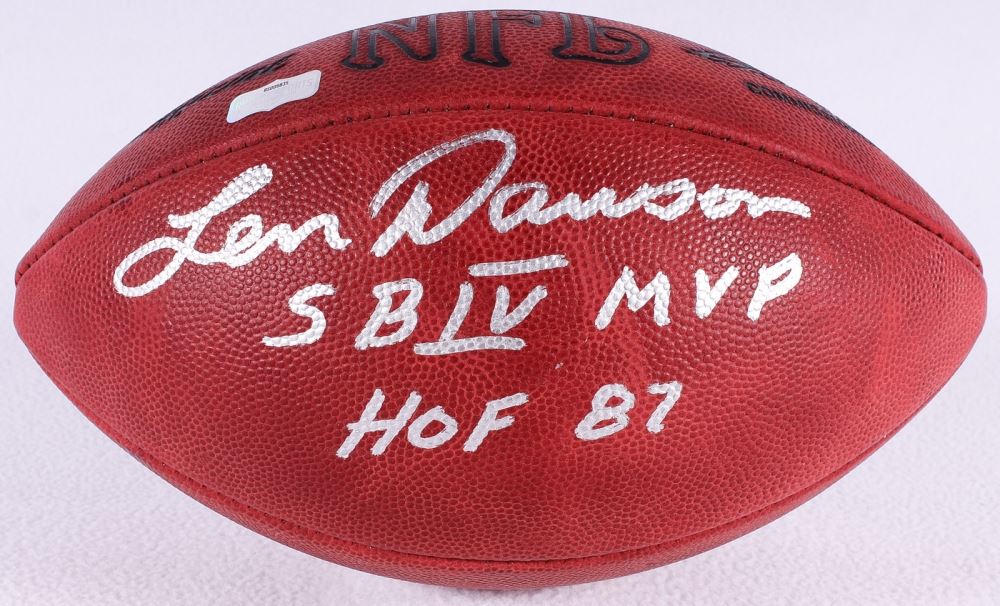 NFL
Len Dawson
SB IV MVP
HOF 87